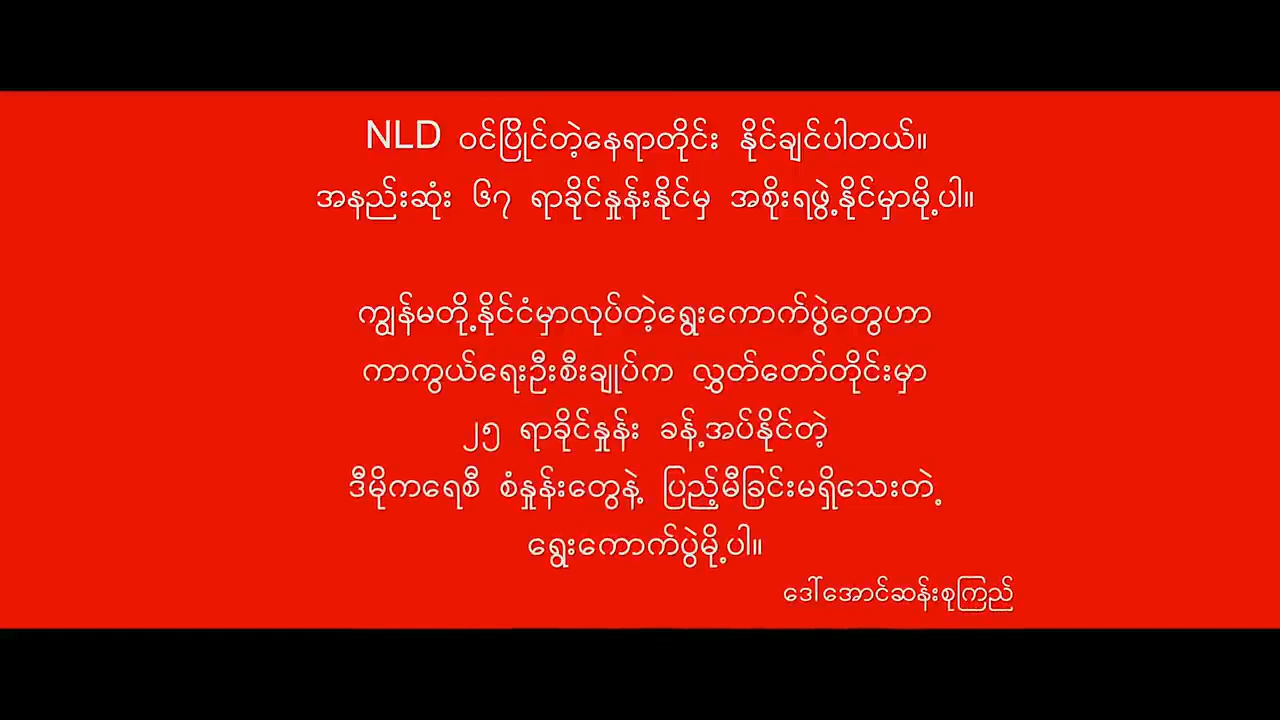 NLD ဝင်ပြိုင်တဲ့နေရာတိုင်း နိုင်ချင်ပါတယ်။
အနည်းဆုံး ၆၇ ရာခိုင်နှုန်းနိုင်မှ အစိုးရဖွဲ့နိုင်မှာမို့ပါ။
ကျွန်မတို့နိုင်ငံမှာလုပ်တဲ့ရွေးကောက်ပွဲတွေဟာ
ကာကွယ်ရေးဦးစီးချုပ်က လွှတ်တော်တိုင်းမှာ
၂၅ ရာခိုင်နှုန်း ခန့်အပ်နိုင်တဲ့
ဒီမိုကရေစီ စံနှုန်းတွေနဲ့ ပြည့်မီခြင်းမရှိသေးတဲ့
ရွေးကောက်ပွဲမို့ပါ။
ဒေါ်အောင်ဆန်းစုကြည်